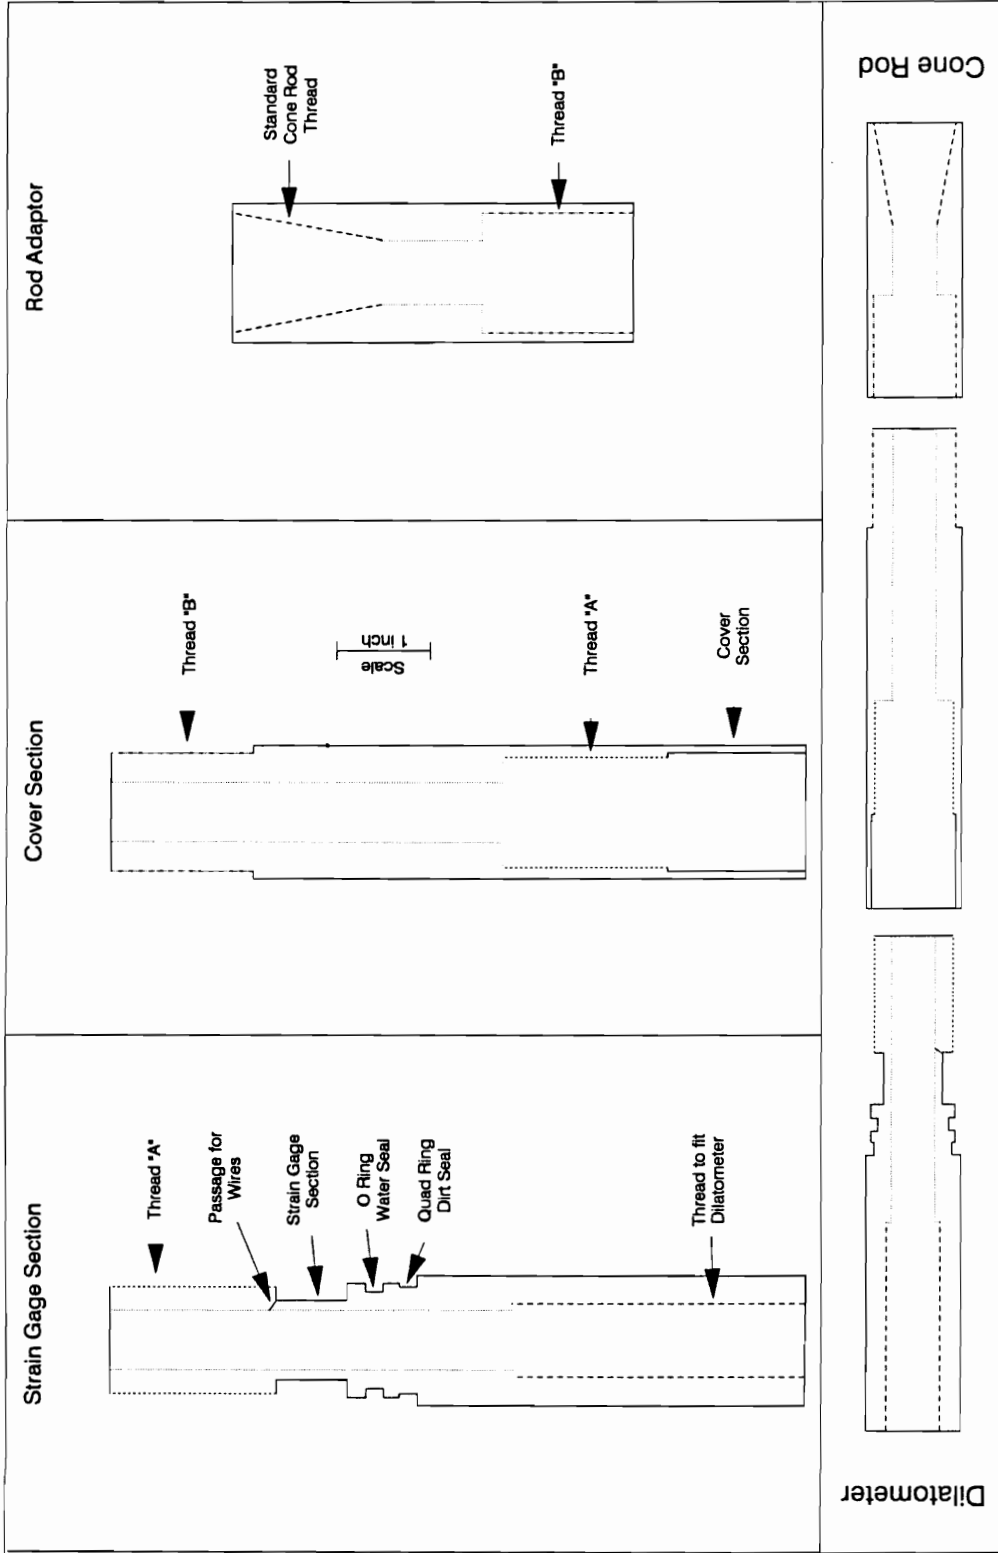 Strain Gage Section
Thread "A"
Passage for
Wires
Strain Gage
Section
O Ring
Water Seal
Quad Ring
Dirt Seal
Thread to fit
Dilatometer
Cover Section
Thread "B"
Scale
1 inch
Thread "A"
Cover
Section
Rod Adaptor
Standard
Cone Rod
Thread
Thread "B"
Dilatometer
Cone Rod